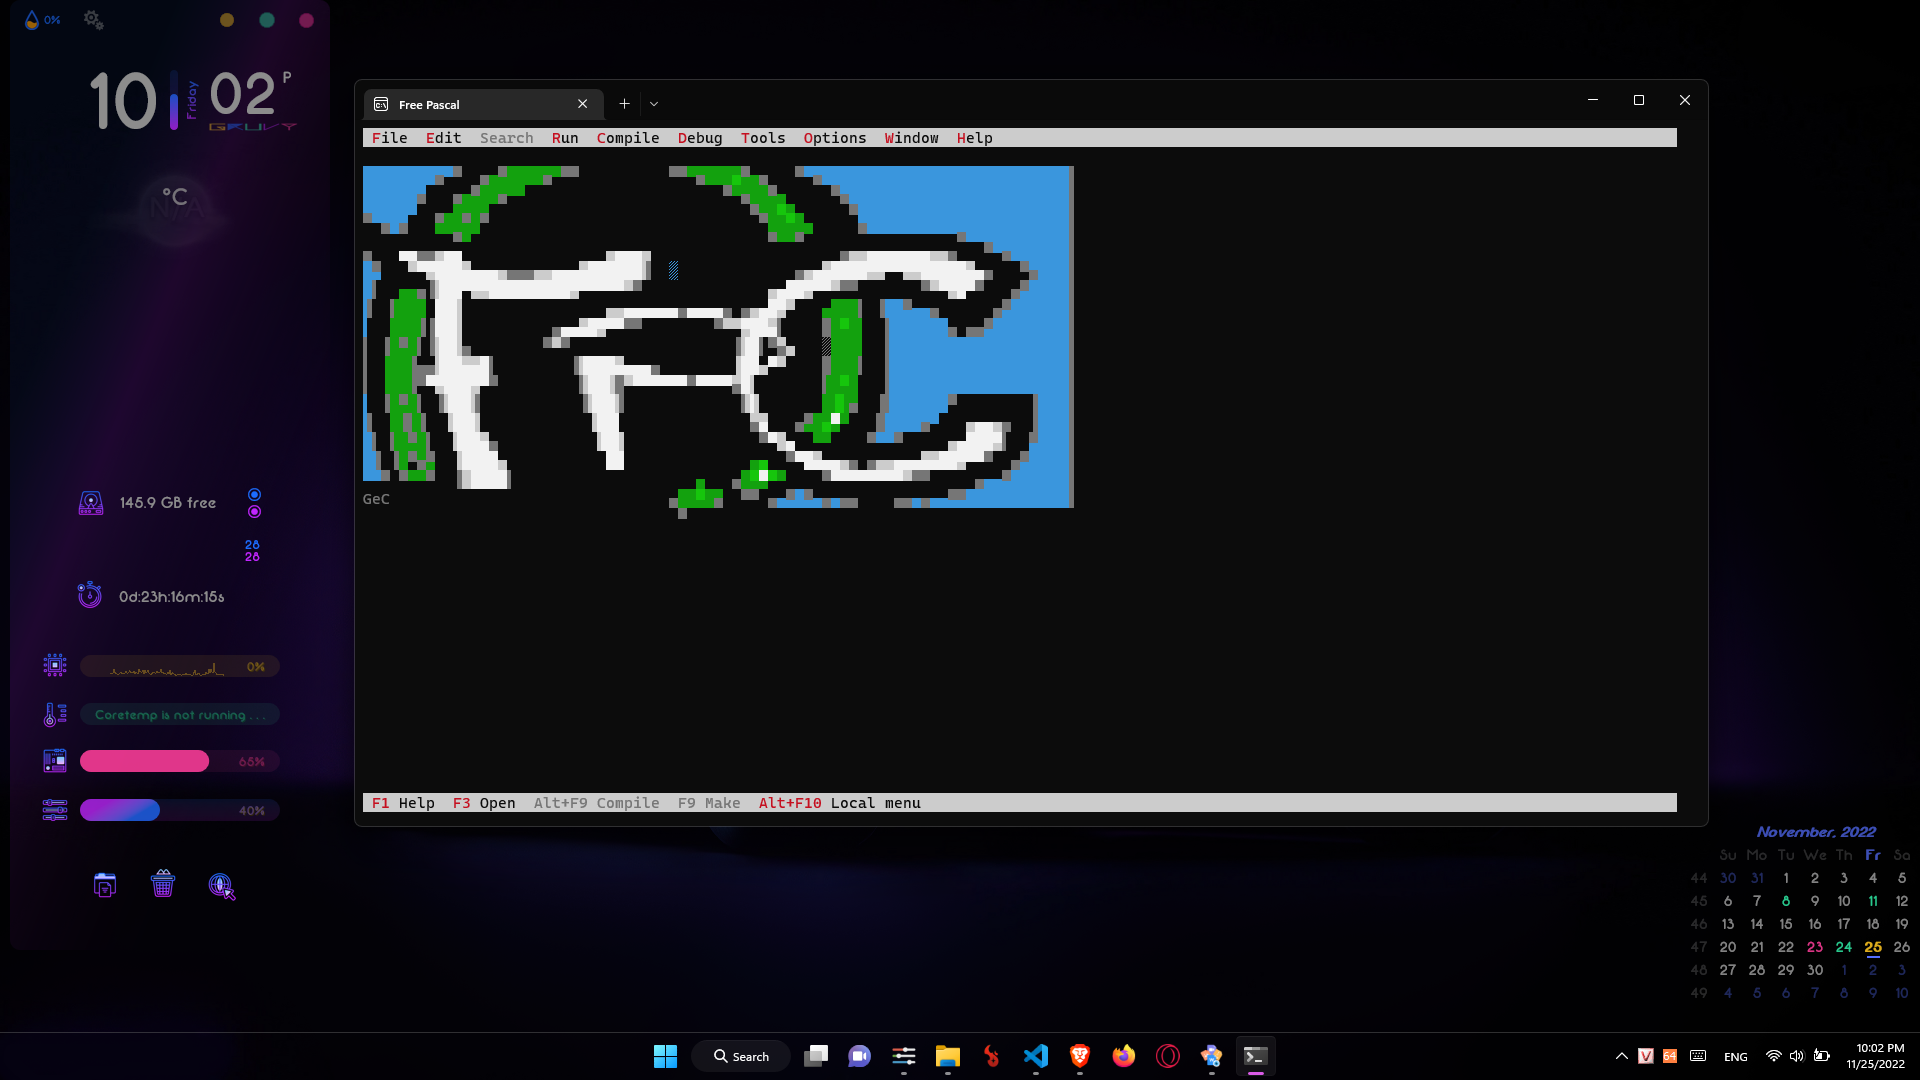 0%
10
Friday
02
P
GRUVY
°C
N/A
145.9 GB free
28
28
0d:23h:16m:15s
0%
Coretemp is not running . . .
65%
40%
Free Pascal
File Edit Search Run Compile Debug Tools Options Window Help
FPC
GeC
F1 Help F3 Open Alt+F9 Compile F9 Make Alt+F10 Local menu
November, 2022
Su Mo Tu We Th Fr Sa
44 30 31 1 2 3 4 5
45 6 7 8 9 10 11 12
46 13 14 15 16 17 18 19
47 20 21 22 23 24 25 26
48 27 28 29 30 1 2 3
49 4 5 6 7 8 9 10
Search
V
64
ENG
10:02 PM
11/25/2022